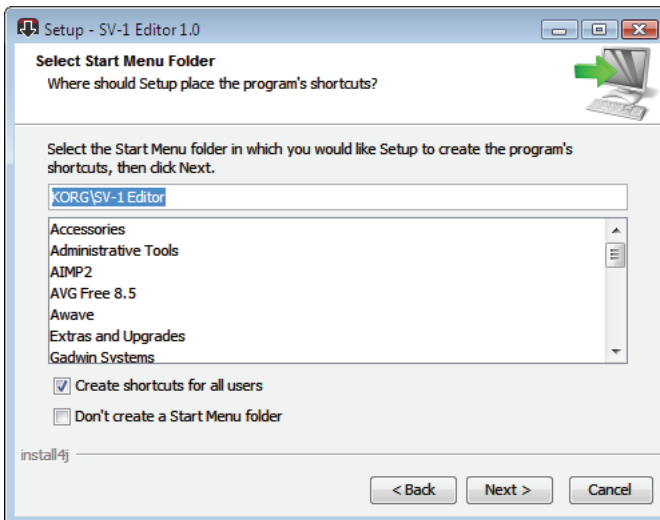 Setup - SV-1 Editor 1.0
Select Start Menu Folder
Where should Setup place the program's shortcuts?
Select the Start Menu folder in which you would like Setup to create the program's
shortcuts, then click Next.
KORG\SV-1 Editor
Accessories
Administrative Tools
AIMP2
AVG Free 8.5
Awave
Extras and Upgrades
Gadwin Systems
Create shortcuts for all users
Don't create a Start Menu folder
install4j
< Back
Next >
Cancel